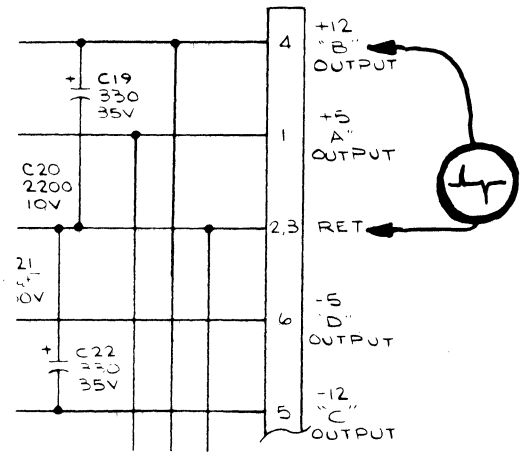 4
+12
"B"
OUTPUT
+
C19
330
35V
1
+5
"A"
OUTPUT
C20
2200
10V
2,3
RET
21
6
-5
"D"
OUTPUT
+
C22
35V
5
-12
"C"
OUTPUT